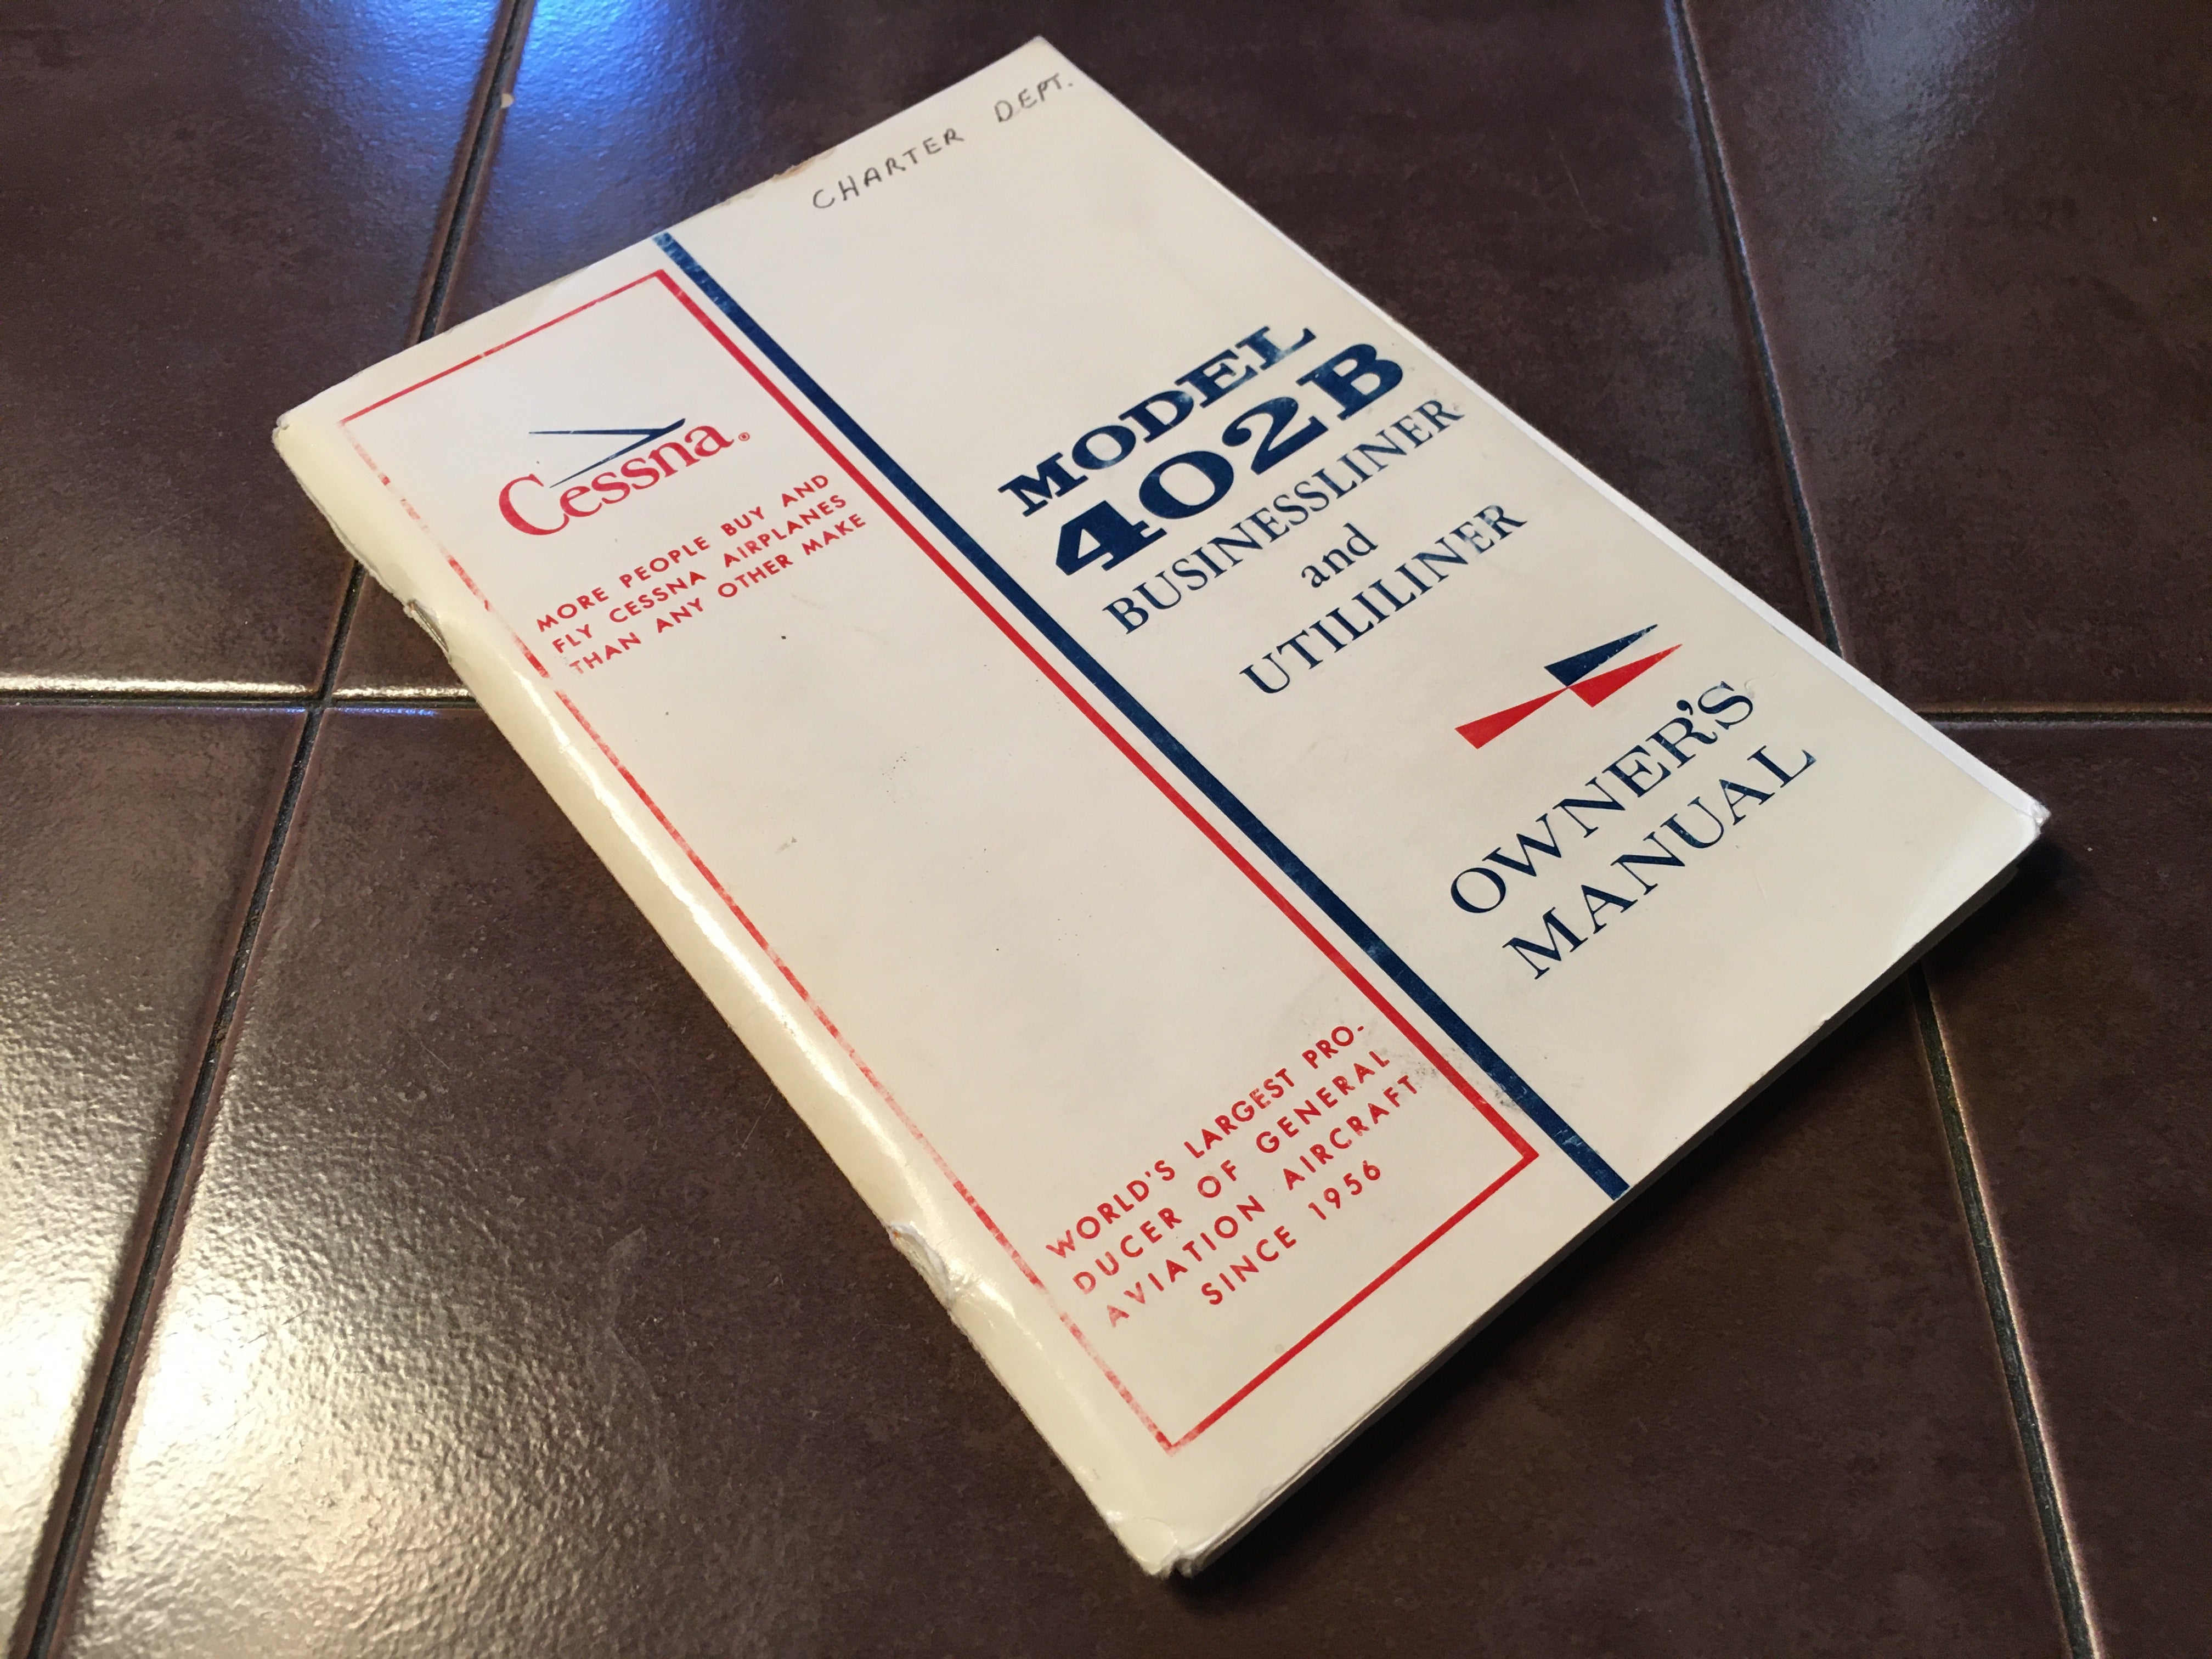 CHARTER DEPT.
Cessna®
MORE PEOPLE BUY AND
FLY CESSNA AIRPLANES
THAN ANY OTHER MAKE
WORLD'S LARGEST PRO-
DUCER OF GENERAL
AVIATION AIRCRAFT
SINCE 1956
MODEL
402B
BUSINESSLINER
and
UTILILINER
OWNER'S
MANUAL